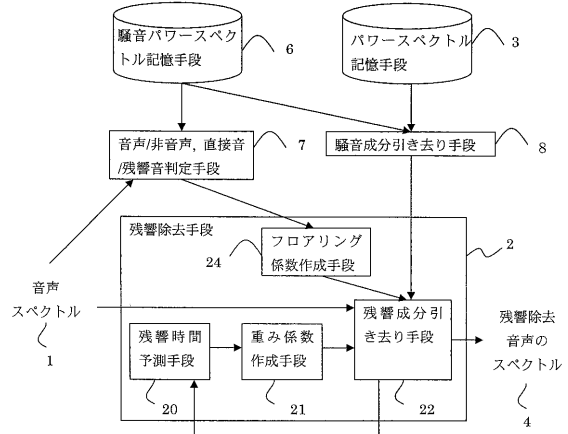 騒音パワースペク
トル記憶手段
6
パワースペクトル
記憶手段
3
音声/非音声, 直接音
/残響音判定手段
7
騒音成分引き去り手段
8
残響除去手段
2
フロアリング
係数作成手段
24
音声
スペクトル
1
残響時間
予測手段
20
重み係数
作成手段
21
残響成分引
き去り手段
22
残響除去
音声の
スペクトル
4